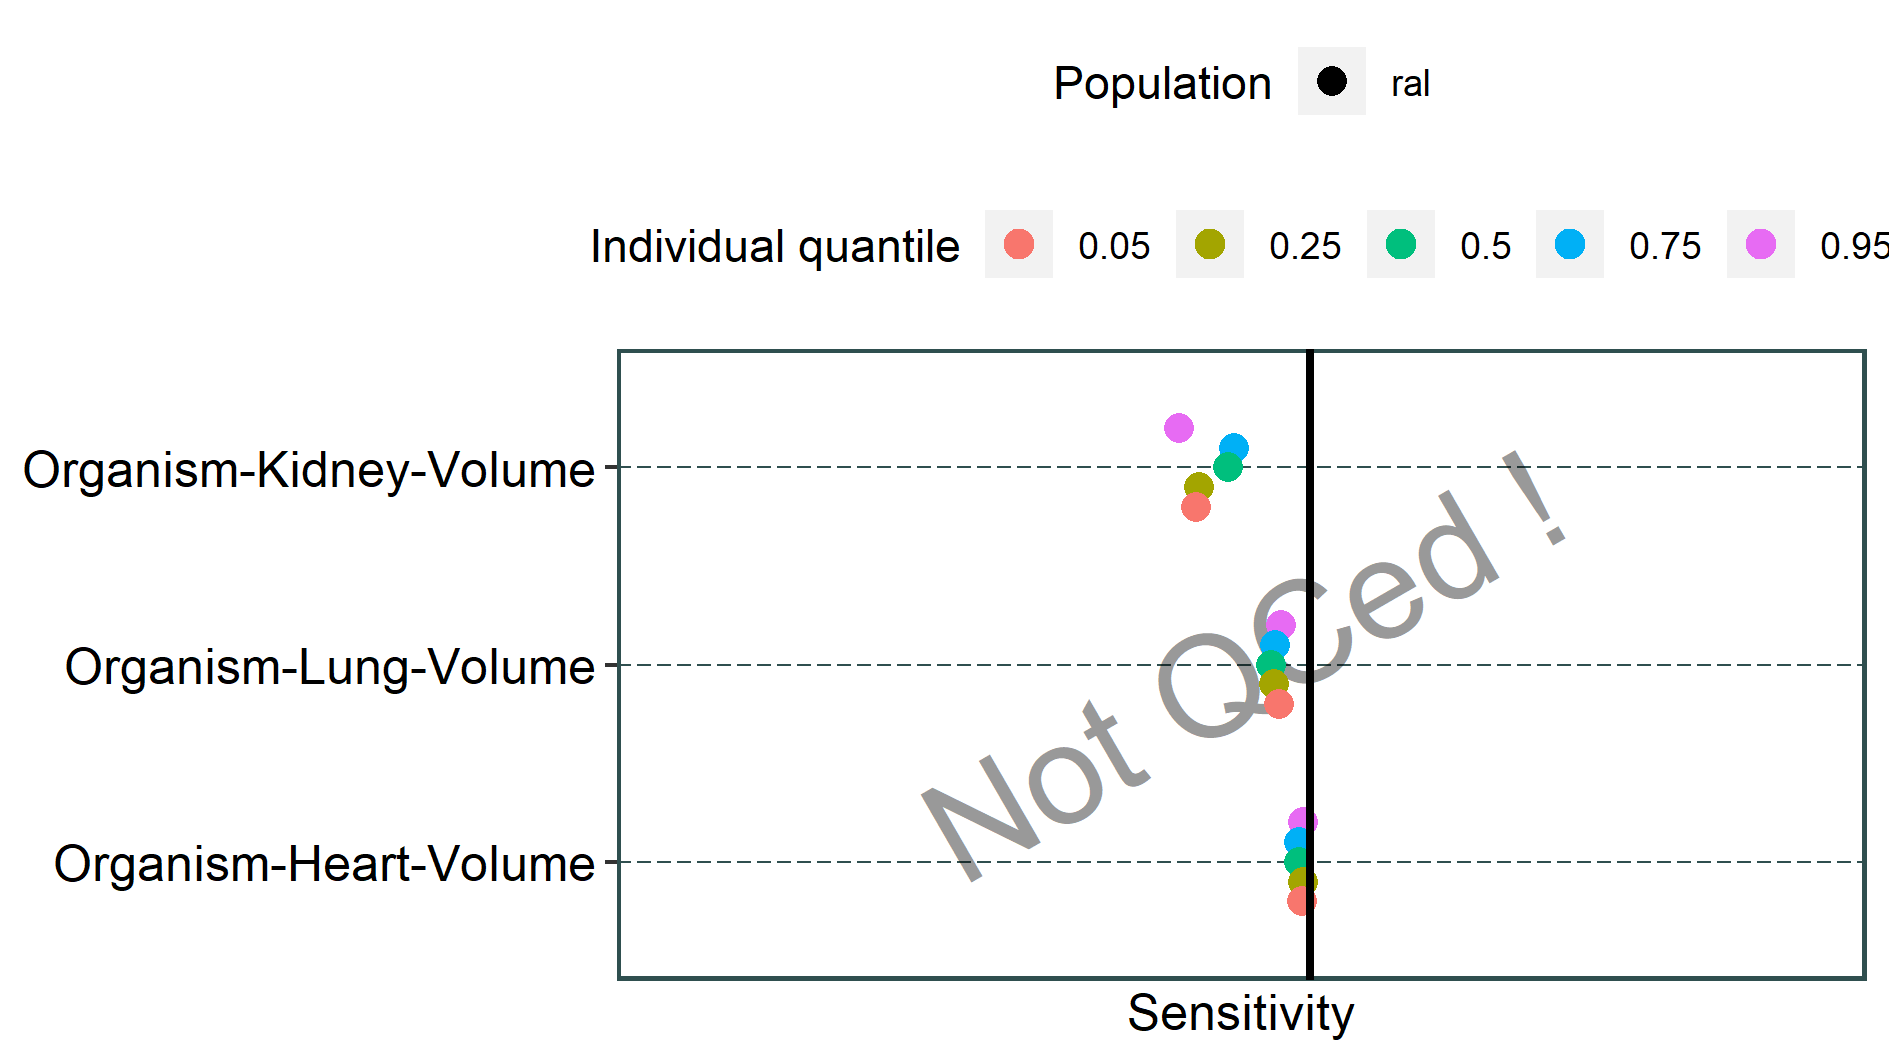 Population ral
Individual quantile 0.05 0.25 0.5 0.75 0.95
Organism-Kidney-Volume
Organism-Lung-Volume
Organism-Heart-Volume
Not QCed !
Sensitivity